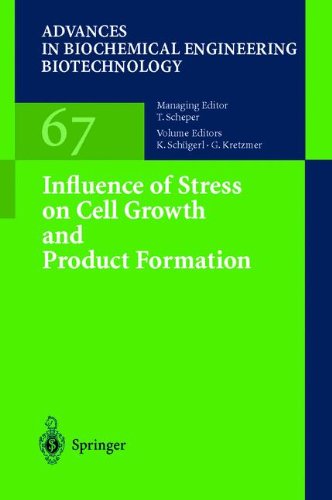 ADVANCES
IN BIOCHEMICAL ENGINEERING
BIOTECHNOLOGY
67
Managing Editor
T. Scheper
Volume Editors
K. Schügerl · G. Kretzmer
Influence of Stress
on Cell Growth
and
Product Formation
Springer